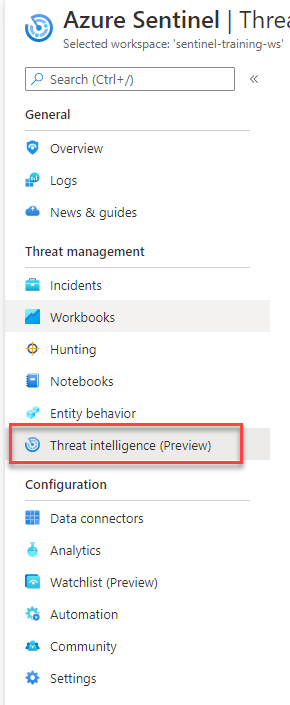 Azure Sentinel | Threat
Selected workspace: 'sentinel-training-ws'
Search (Ctrl+/)
«
General
Overview
Logs
News & guides
Threat management
Incidents
Workbooks
Hunting
Notebooks
Entity behavior
Threat intelligence (Preview)
Configuration
Data connectors
Analytics
Watchlist (Preview)
Automation
Community
Settings